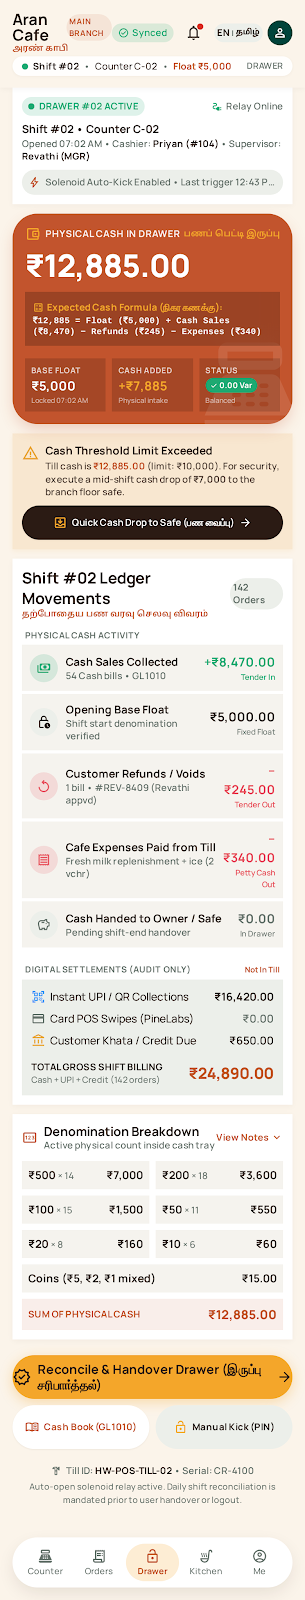 Aran
Cafe
அரண் காபி
MAIN
BRANCH
Synced
EN | தமிழ்
Shift #02 • Counter C-02 • Float ₹5,000 DRAWER
DRAWER #02 ACTIVE
Relay Online
Shift #02 • Counter C-02
Opened 07:02 AM • Cashier: Priyan (#104) • Supervisor:
Revathi (MGR)
Solenoid Auto-Kick Enabled • Last trigger 12:43 P...
PHYSICAL CASH IN DRAWER பணப் பெட்டி இருப்பு
₹12,885.00
Expected Cash Formula (நிகர கணக்கு):
₹12,885 = Float (₹5,000) + Cash Sales
(₹8,470) − Refunds (₹245) − Expenses (₹340)
BASE FLOAT
₹5,000
Locked 07:02 AM
CASH ADDED
+₹7,885
Physical intake
STATUS
✓ 0.00 Var
Balanced
Cash Threshold Limit Exceeded
Till cash is ₹12,885.00 (limit: ₹10,000). For security,
execute a mid-shift cash drop of ₹7,000 to the
branch floor safe.
Quick Cash Drop to Safe (பண வைப்பு) →
Shift #02 Ledger
Movements
142
Orders
தற்போதைய பண வரவு செலவு விவரம்
PHYSICAL CASH ACTIVITY
Cash Sales Collected +₹8,470.00
54 Cash bills • GL1010 Tender In
Opening Base Float ₹5,000.00
Shift start denomination Fixed Float
verified
Customer Refunds / Voids −
₹245.00
1 bill • #REV-8409 (Revathi
appvd)
Tender Out
Cafe Expenses Paid from Till −
₹340.00
Fresh milk replenishment + ice (2
vchr)
Petty Cash
Out
Cash Handed to Owner / Safe ₹0.00
Pending shift-end handover In Drawer
DIGITAL SETTLEMENTS (AUDIT ONLY) Not In Till
Instant UPI / QR Collections ₹16,420.00
Card POS Swipes (PineLabs) ₹0.00
Customer Khata / Credit Due ₹650.00
TOTAL GROSS SHIFT BILLING ₹24,890.00
Cash + UPI + Credit (142 orders)
Denomination Breakdown
Active physical count inside cash tray
View Notes
₹500 × 14 ₹7,000 ₹200 × 18 ₹3,600
₹100 × 15 ₹1,500 ₹50 × 11 ₹550
₹20 × 8 ₹160 ₹10 × 6 ₹60
Coins (₹5, ₹2, ₹1 mixed) ₹15.00
SUM OF PHYSICAL CASH ₹12,885.00
Reconcile & Handover Drawer (இருப்பு
சரிபார்த்தல்) →
Cash Book (GL1010) Manual Kick (PIN)
Till ID: HW-POS-TILL-02 • Serial: CR-4100
Auto-open solenoid relay active. Daily shift reconciliation is
mandated prior to user handover or logout.
Counter Orders Drawer Kitchen Me